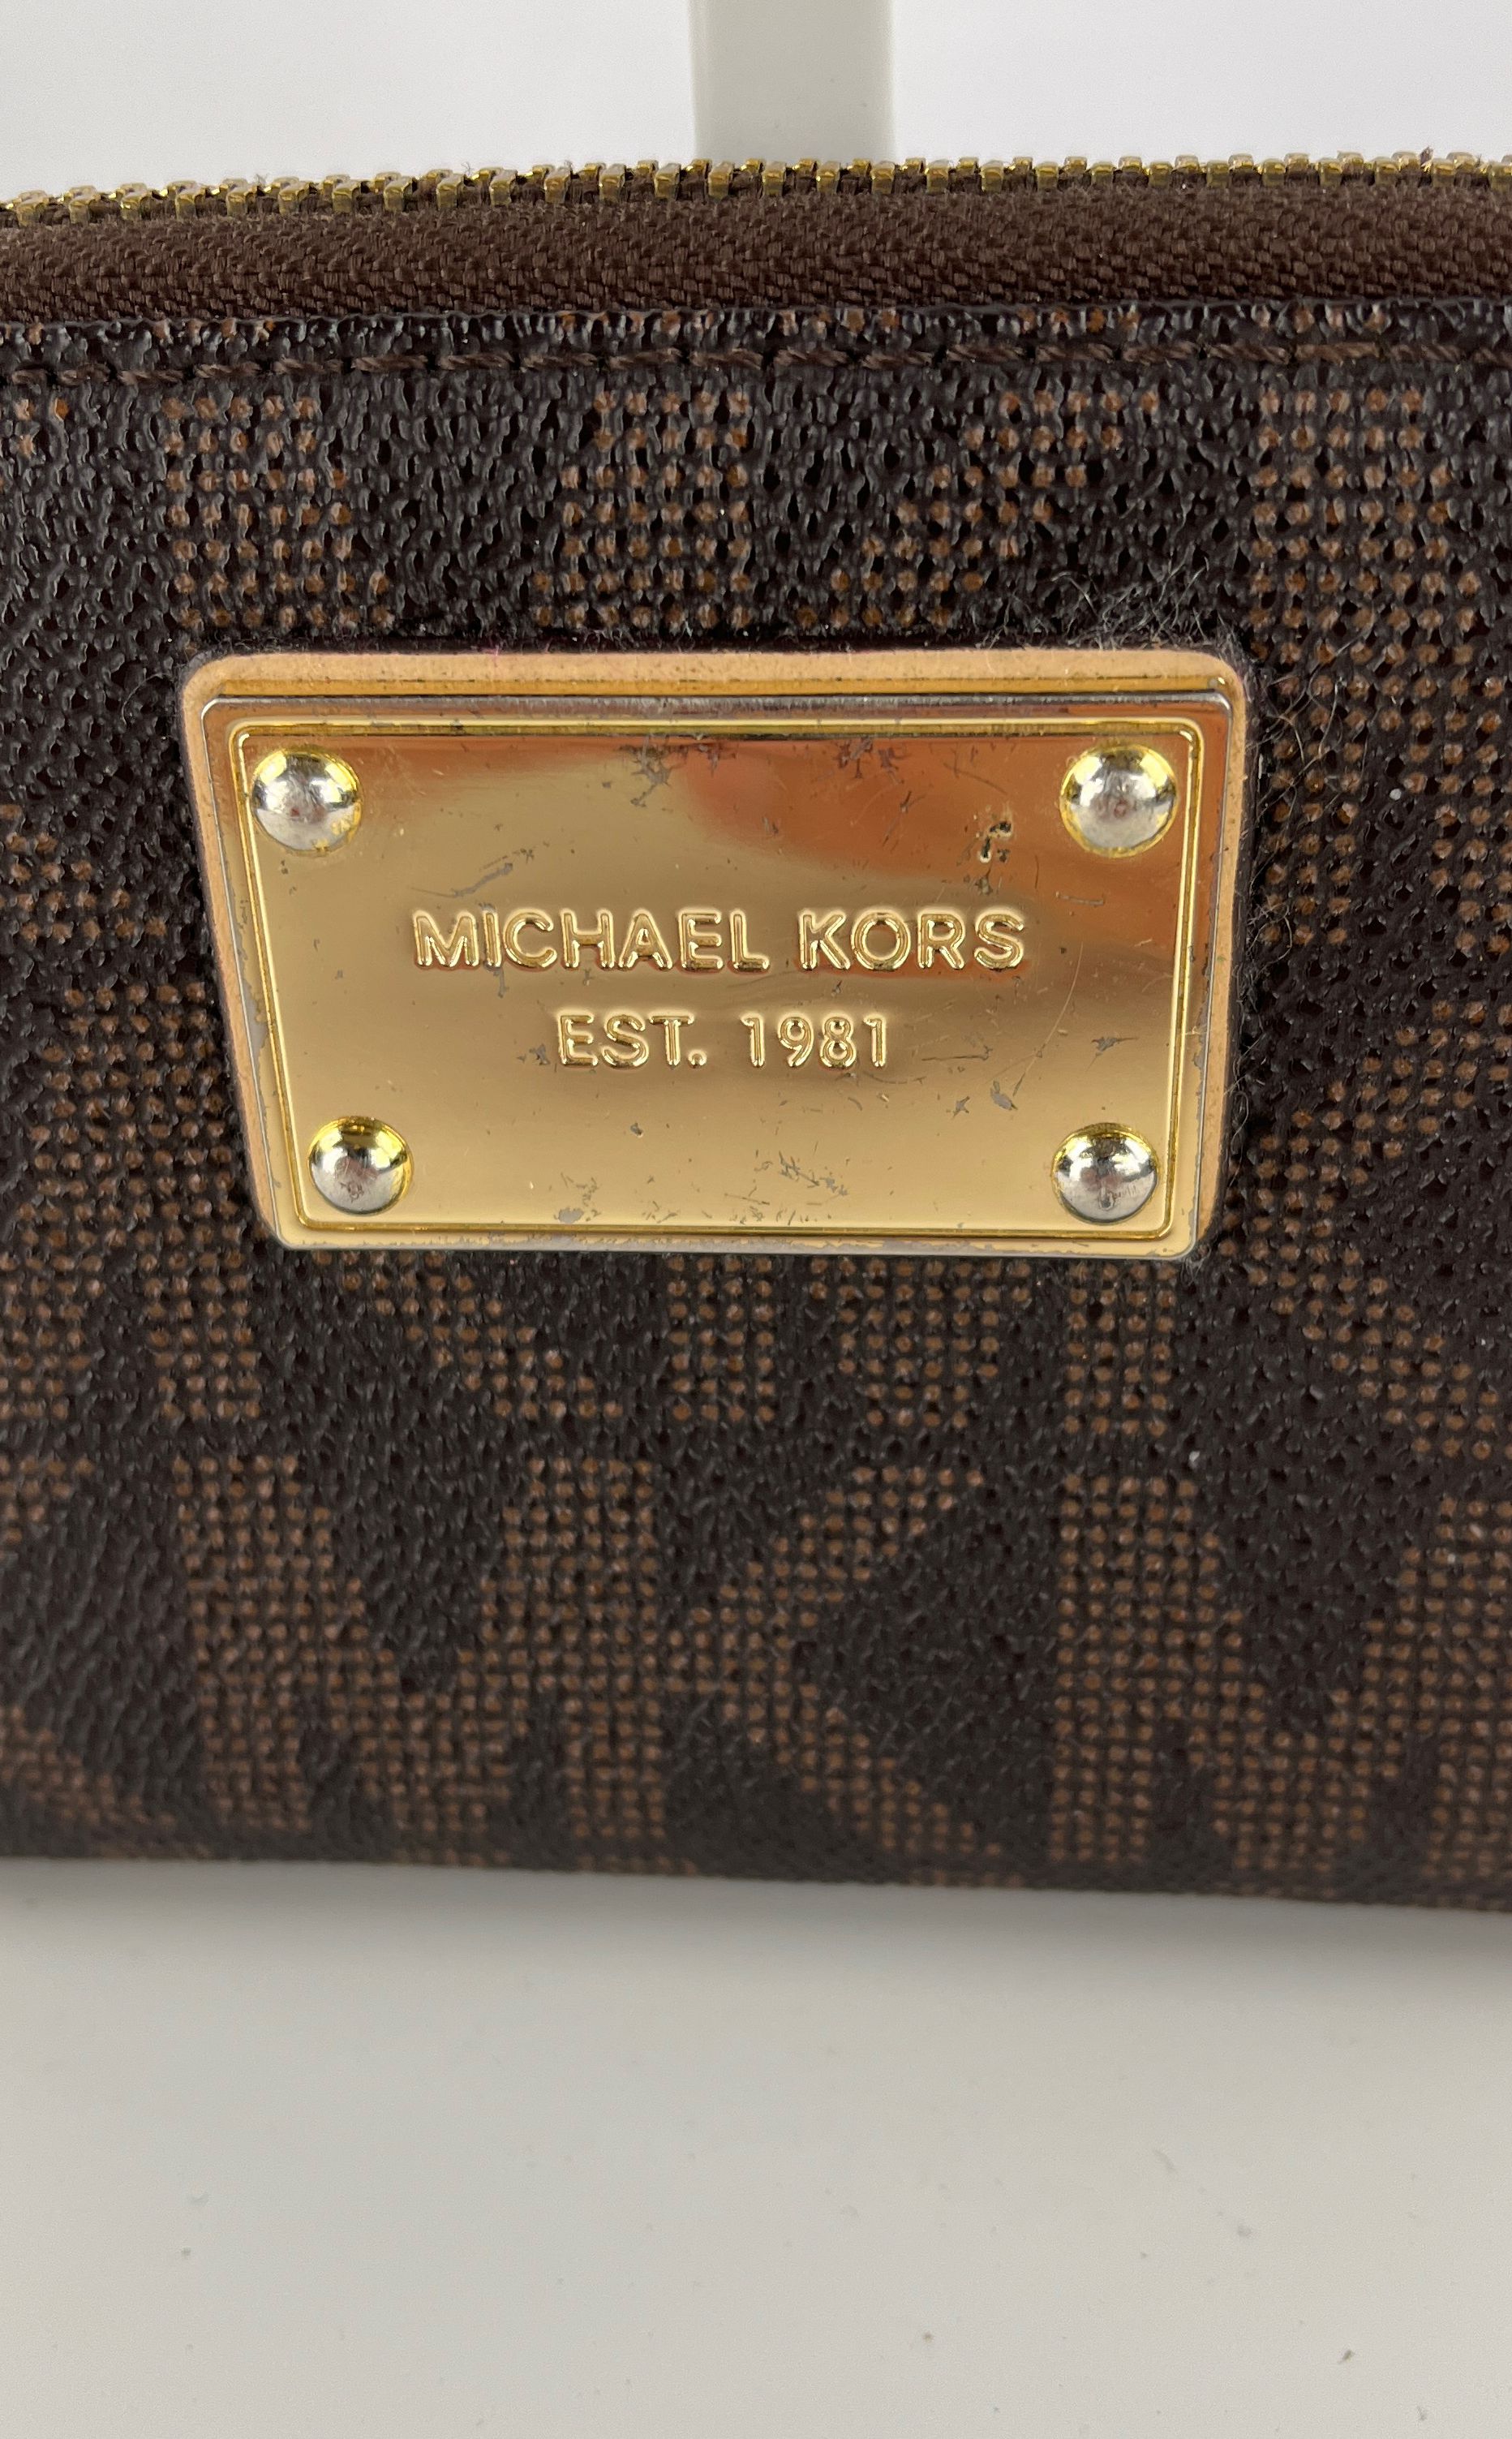 MICHAEL KORS
EST. 1981